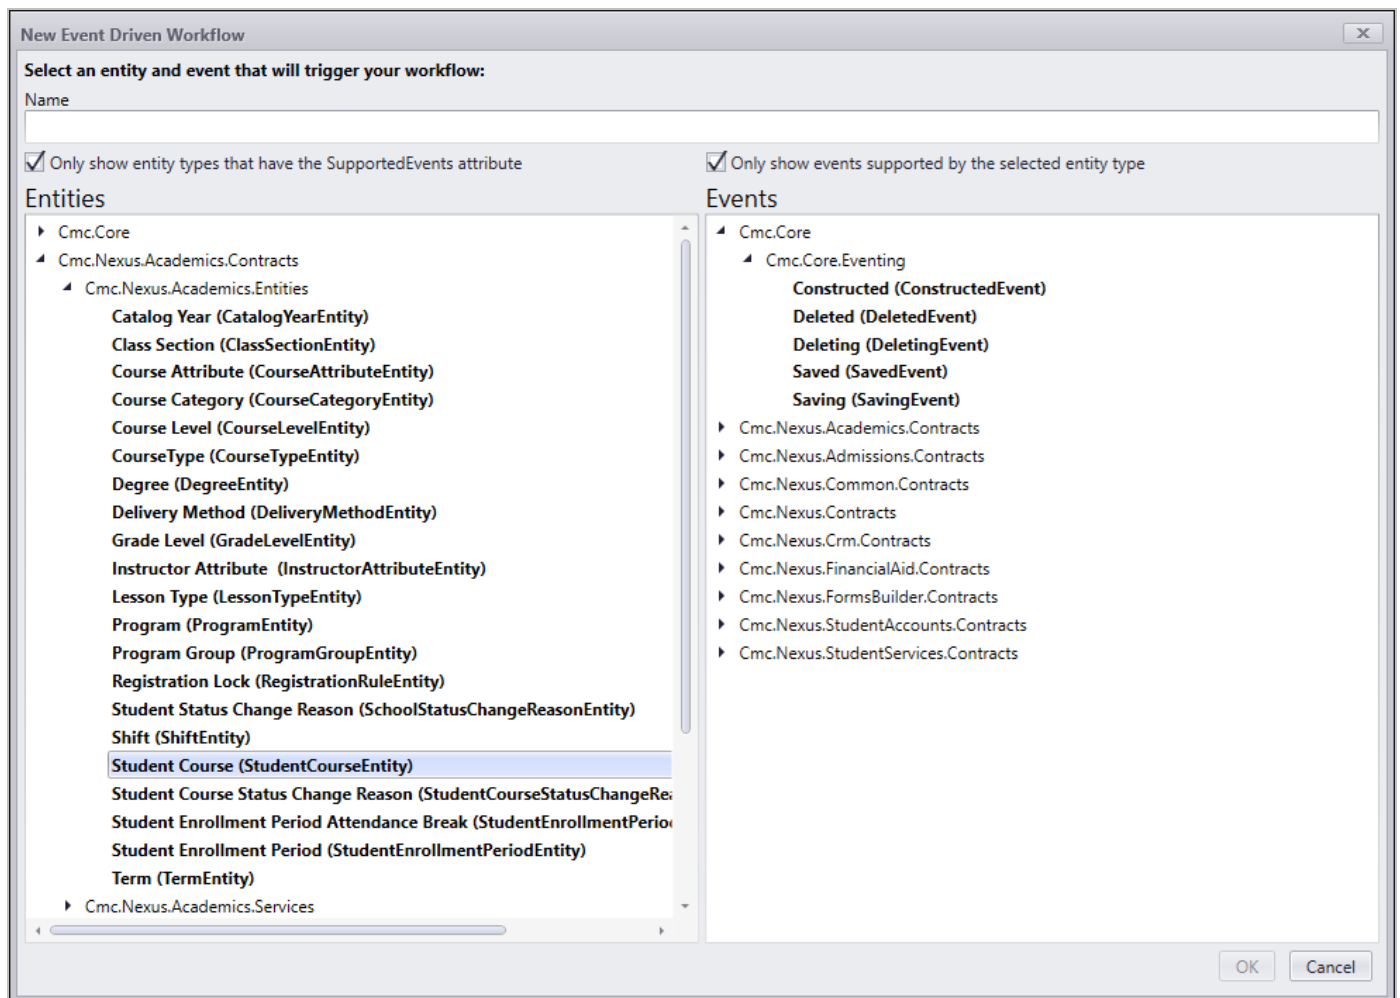 New Event Driven Workflow
Select an entity and event that will trigger your workflow:
Name
Only show entity types that have the SupportedEvents attribute
Only show events supported by the selected entity type
Entities
Cmc.Core
Cmc.Nexus.Academics.Contracts
Cmc.Nexus.Academics.Entities
Catalog Year (CatalogYearEntity)
Class Section (ClassSectionEntity)
Course Attribute (CourseAttributeEntity)
Course Category (CourseCategoryEntity)
Course Level (CourseLevelEntity)
CourseType (CourseTypeEntity)
Degree (DegreeEntity)
Delivery Method (DeliveryMethodEntity)
Grade Level (GradeLevelEntity)
Instructor Attribute (InstructorAttributeEntity)
Lesson Type (LessonTypeEntity)
Program (ProgramEntity)
Program Group (ProgramGroupEntity)
Registration Lock (RegistrationRuleEntity)
Student Status Change Reason (SchoolStatusChangeReasonEntity)
Shift (ShiftEntity)
Student Course (StudentCourseEntity)
Student Course Status Change Reason (StudentCourseStatusChangeRea
Student Enrollment Period Attendance Break (StudentEnrollmentPerio
Student Enrollment Period (StudentEnrollmentPeriodEntity)
Term (TermEntity)
Cmc.Nexus.Academics.Services
Events
Cmc.Core
Cmc.Core.Eventing
Constructed (ConstructedEvent)
Deleted (DeletedEvent)
Deleting (DeletingEvent)
Saved (SavedEvent)
Saving (SavingEvent)
Cmc.Nexus.Academics.Contracts
Cmc.Nexus.Admissions.Contracts
Cmc.Nexus.Common.Contracts
Cmc.Nexus.Contracts
Cmc.Nexus.Crm.Contracts
Cmc.Nexus.FinancialAid.Contracts
Cmc.Nexus.FormsBuilder.Contracts
Cmc.Nexus.StudentAccounts.Contracts
Cmc.Nexus.StudentServices.Contracts
OK
Cancel